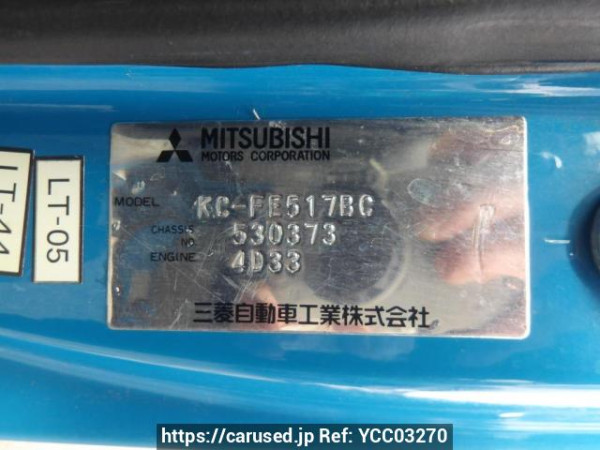 MITSUBISHI
MOTORS CORPORATION
MODEL KC-FE517BC
CHASSIS NO. 530373
ENGINE 4D33
三菱自動車工業株式会社
LT-44
LT-05
https://carused.jp Ref: YCC03270